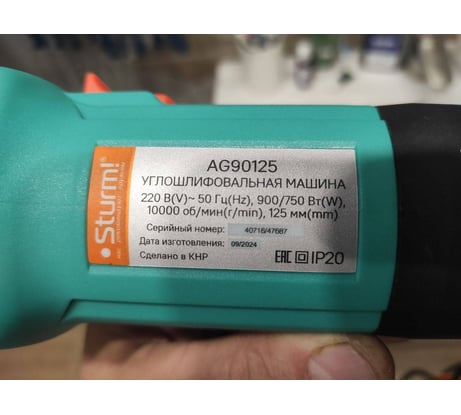 Sturm!
AG90125
УГЛОШЛИФОВАЛЬНАЯ МАШИНА
220 В(V)~ 50 Гц(Hz), 900/750 Вт(W),
10000 об/мин(r/min), 125 мм(mm)
Серийный номер: 40716/47687
Дата изготовления: 09/2024
Сделано в КНР
EAC IP20